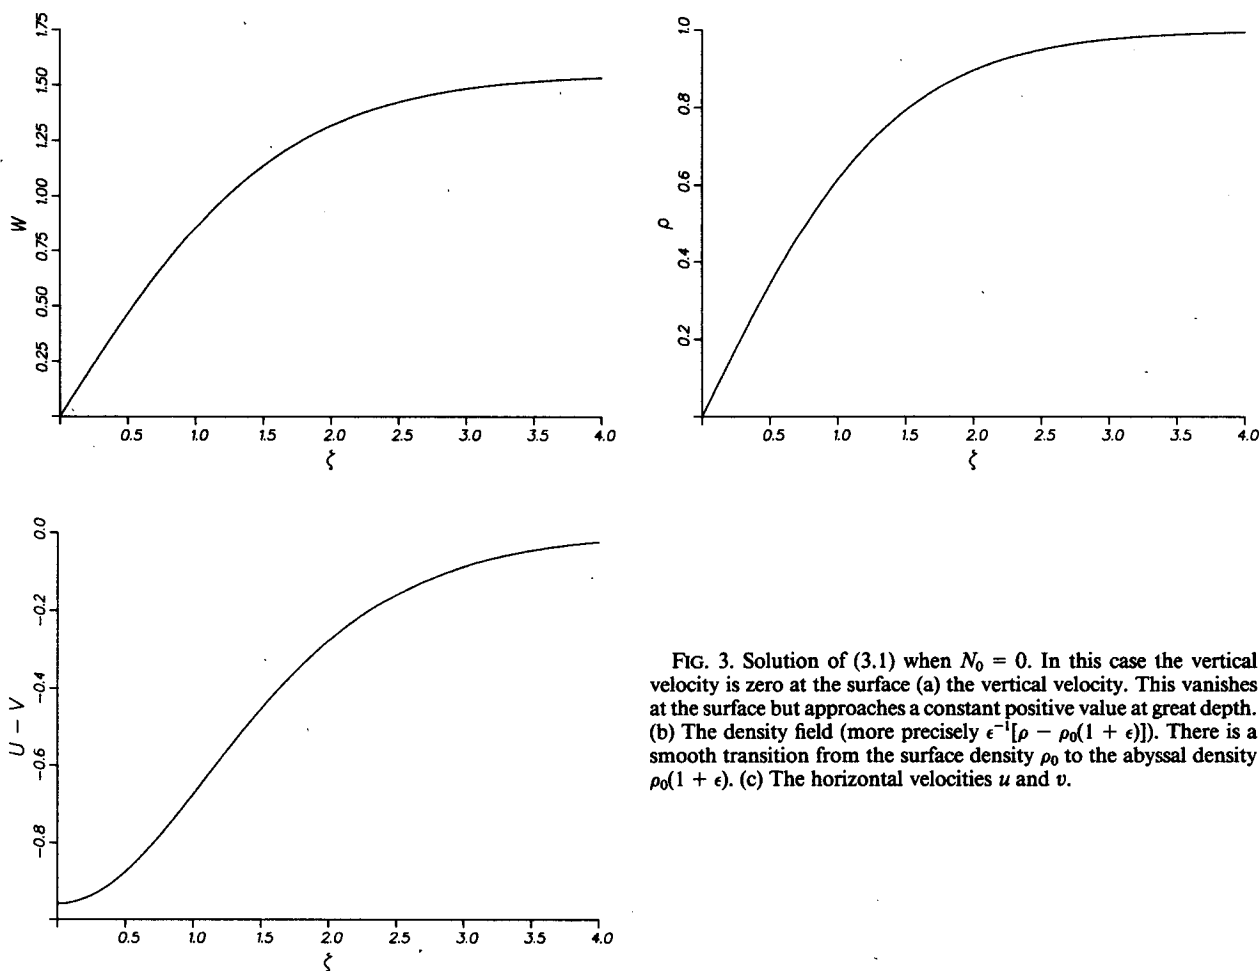 1.75
1.50
1.25
1.00
0.75
0.50
0.25
W
0.5 1.0 1.5 2.0 2.5 3.0 3.5 4.0
ζ
1.0
0.8
0.6
0.4
0.2
ρ
0.5 1.0 1.5 2.0 2.5 3.0 3.5 4.0
ζ
0.0
−0.2
−0.4
−0.6
−0.8
U − V
0.5 1.0 1.5 2.0 2.5 3.0 3.5 4.0
ζ
FIG. 3. Solution of (3.1) when N₀ = 0. In this case the vertical
velocity is zero at the surface (a) the vertical velocity. This vanishes
at the surface but approaches a constant positive value at great depth.
(b) The density field (more precisely ϵ⁻¹[ρ − ρ₀(1 + ϵ)]). There is a
smooth transition from the surface density ρ₀ to the abyssal density
ρ₀(1 + ϵ). (c) The horizontal velocities u and v.